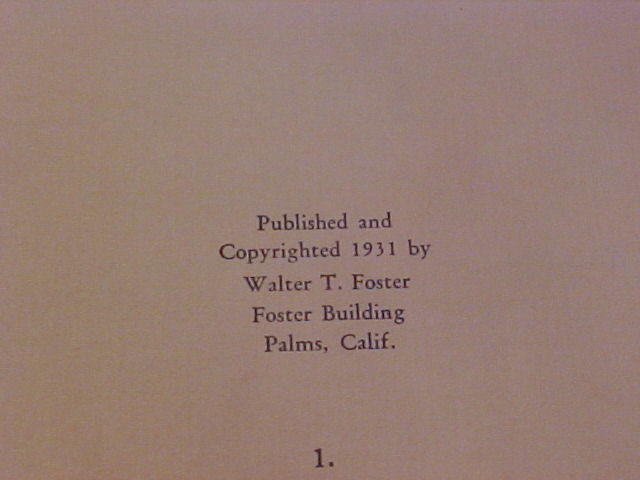 Published and
Copyrighted 1931 by
Walter T. Foster
Foster Building
Palms, Calif.
1.